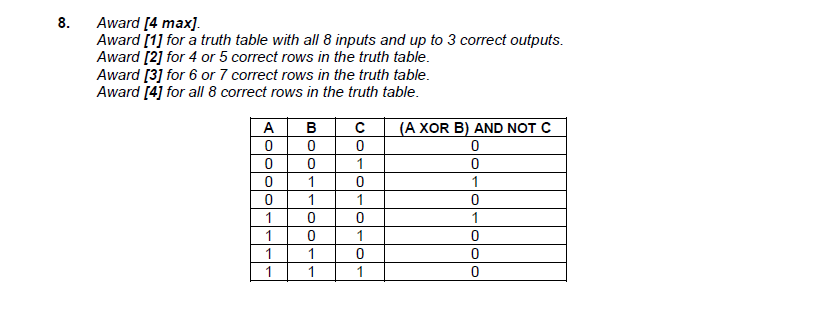 8. Award [4 max].
Award [1] for a truth table with all 8 inputs and up to 3 correct outputs.
Award [2] for 4 or 5 correct rows in the truth table.
Award [3] for 6 or 7 correct rows in the truth table.
Award [4] for all 8 correct rows in the truth table.
A B C (A XOR B) AND NOT C
0 0 0 0
0 0 1 0
0 1 0 1
0 1 1 0
1 0 0 1
1 0 1 0
1 1 0 0
1 1 1 0